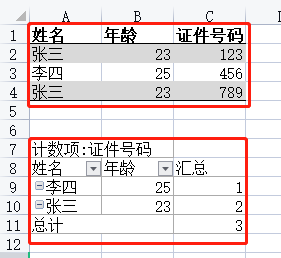 A B C
1 姓名 年龄 证件号码
2 张三 23 123
3 李四 25 456
4 张三 23 789
5
6
7 计数项:证件号码
8 姓名 年龄 汇总
9 李四 25 1
10 张三 23 2
11 总计 3
12